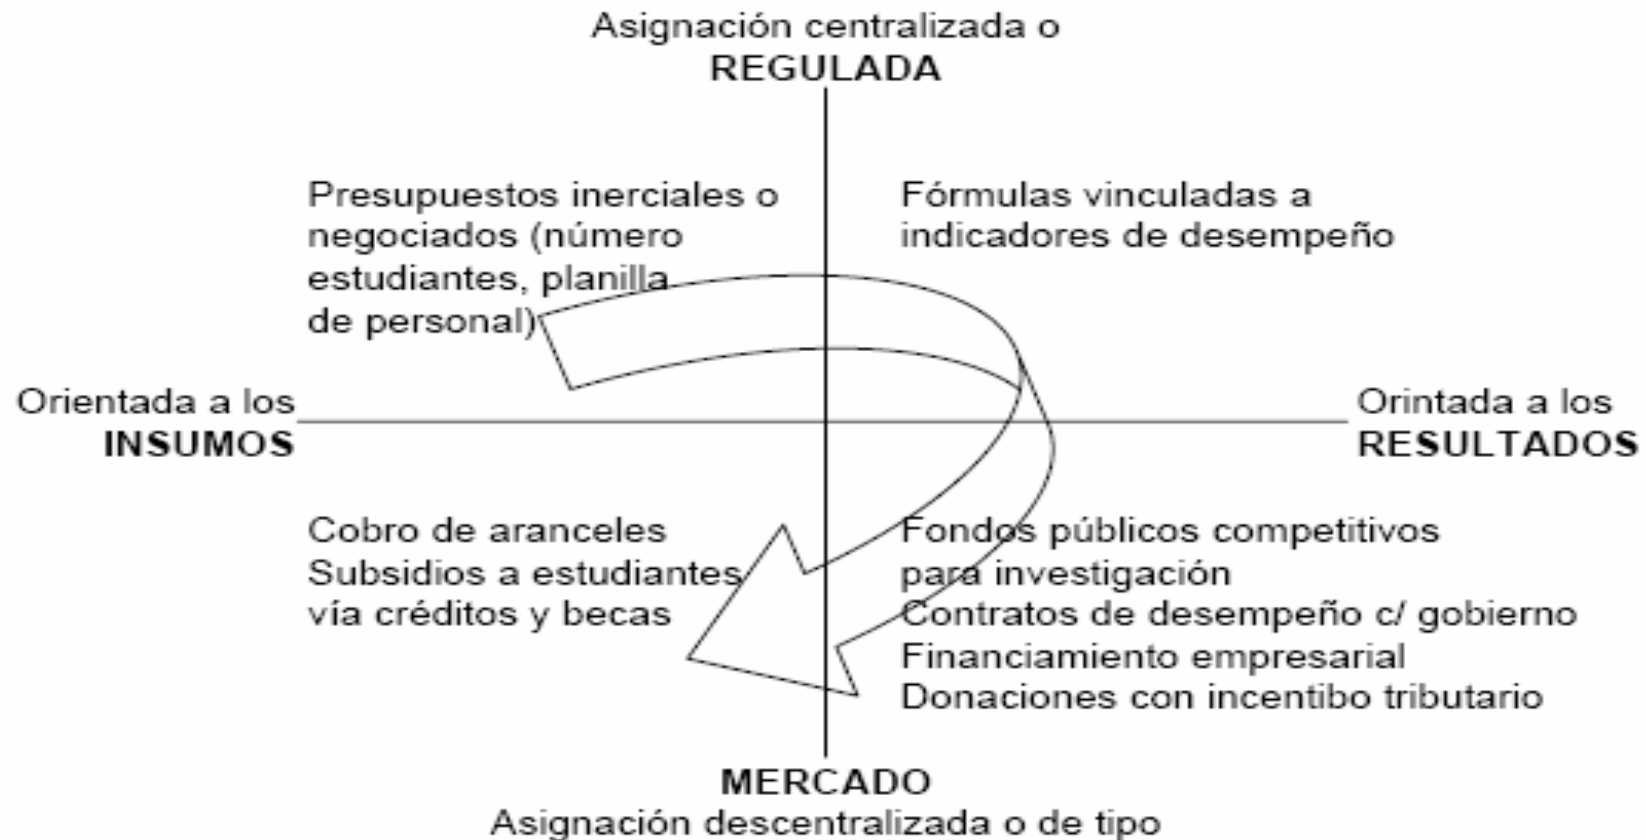 Asignación centralizada o
REGULADA
Presupuestos inerciales o
negociados (número
estudiantes, planilla
de personal)
Fórmulas vinculadas a
indicadores de desempeño
Orientada a los
INSUMOS
Orintada a los
RESULTADOS
Cobro de aranceles
Subsidios a estudiantes
vía créditos y becas
Fondos públicos competitivos
para investigación
Contratos de desempeño c/ gobierno
Financiamiento empresarial
Donaciones con incentibo tributario
MERCADO
Asignación descentralizada o de tipo